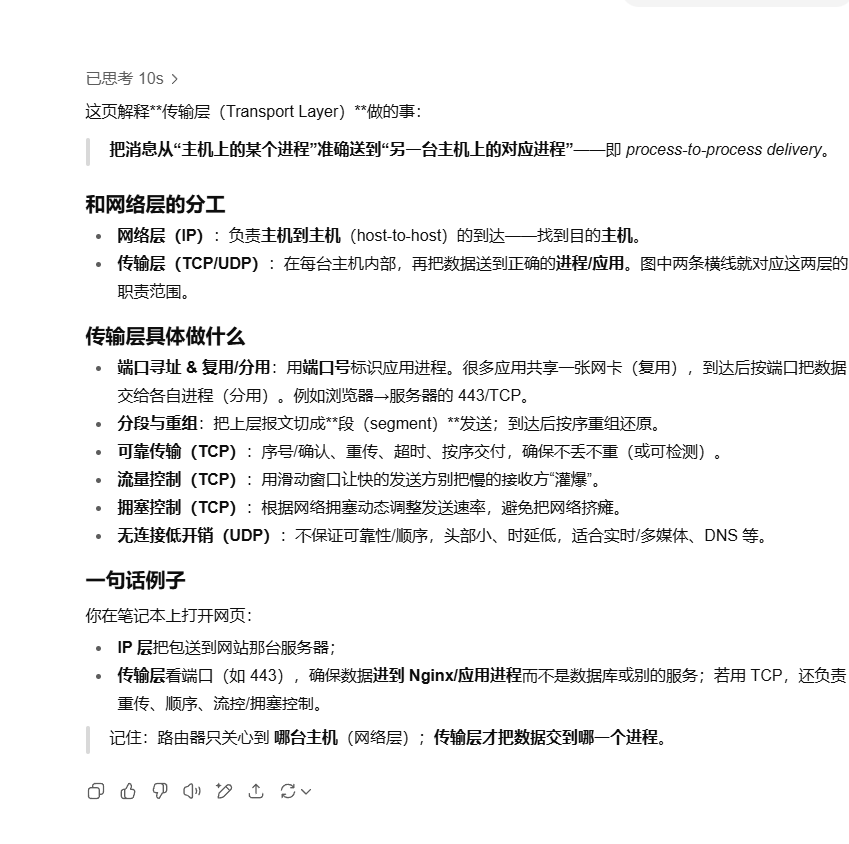 已思考 10s
这页解释**传输层（Transport Layer）**做的事：
把消息从“主机上的某个进程”准确送到“另一台主机上的对应进程”——即 process-to-process delivery。
和网络层的分工
网络层（IP）：负责主机到主机（host-to-host）的到达——找到目的主机。
传输层（TCP/UDP）：在每台主机内部，再把数据送到正确的进程/应用。图中两条横线就对应这两层的
职责范围。
传输层具体做什么
端口寻址 & 复用/分用：用端口号标识应用进程。很多应用共享一张网卡（复用），到达后按端口把数据
交给各自进程（分用）。例如浏览器→服务器的 443/TCP。
分段与重组：把上层报文切成**段（segment）**发送；到达后按序重组还原。
可靠传输（TCP）：序号/确认、重传、超时、按序交付，确保不丢不重（或可检测）。
流量控制（TCP）：用滑动窗口让快的发送方别把慢的接收方“灌爆”。
拥塞控制（TCP）：根据网络拥塞动态调整发送速率，避免把网络挤瘫。
无连接低开销（UDP）：不保证可靠性/顺序，头部小、时延低，适合实时/多媒体、DNS 等。
一句话例子
你在笔记本上打开网页：
IP 层把包送到网站那台服务器；
传输层看端口（如 443），确保数据进到 Nginx/应用进程而不是数据库或别的服务；若用 TCP，还负责
重传、顺序、流控/拥塞控制。
记住：路由器只关心到 哪台主机（网络层）；传输层才把数据交到哪一个进程。